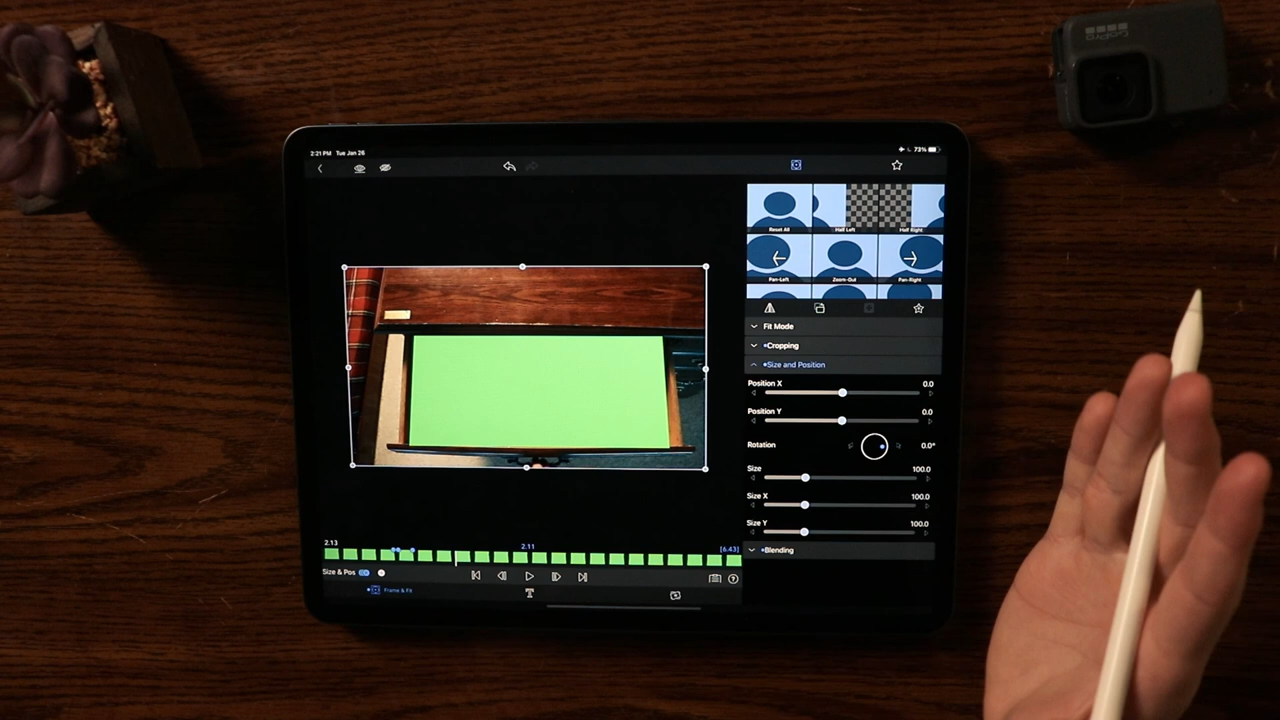 GoPro
2:21 PM Tue Jan 26
73%
Reset All
Half Left
Half Right
Pan-Left
Zoom-Out
Pan-Right
Fit Mode
Cropping
Size and Position
Position X 0.0
Position Y 0.0
Rotation 0.0°
Size 100.0
Size X 100.0
Size Y 100.0
Blending
2.13 2.11 [6.43]
Size & Pos
Frame & Fit